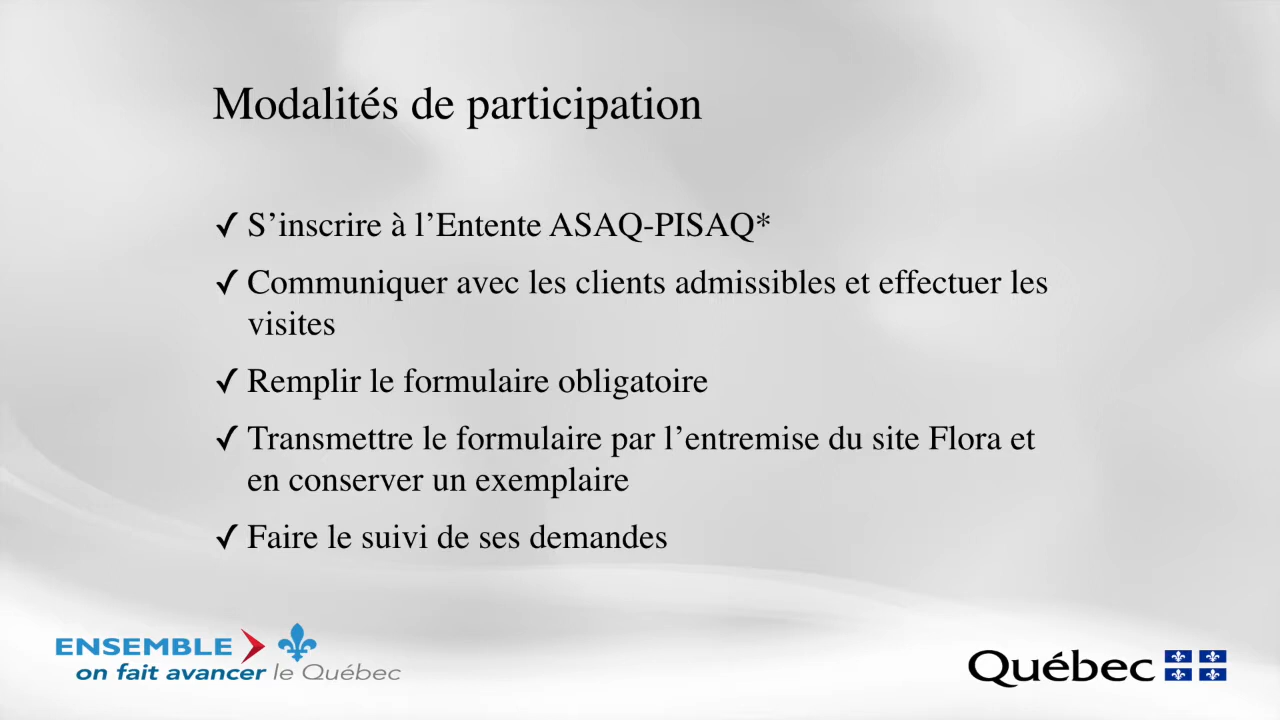 Modalités de participation
✓ S’inscrire à l’Entente ASAQ-PISAQ*
✓ Communiquer avec les clients admissibles et effectuer les
visites
✓ Remplir le formulaire obligatoire
✓ Transmettre le formulaire par l’entremise du site Flora et
en conserver un exemplaire
✓ Faire le suivi de ses demandes
ENSEMBLE
on fait avancer le Québec
Québec